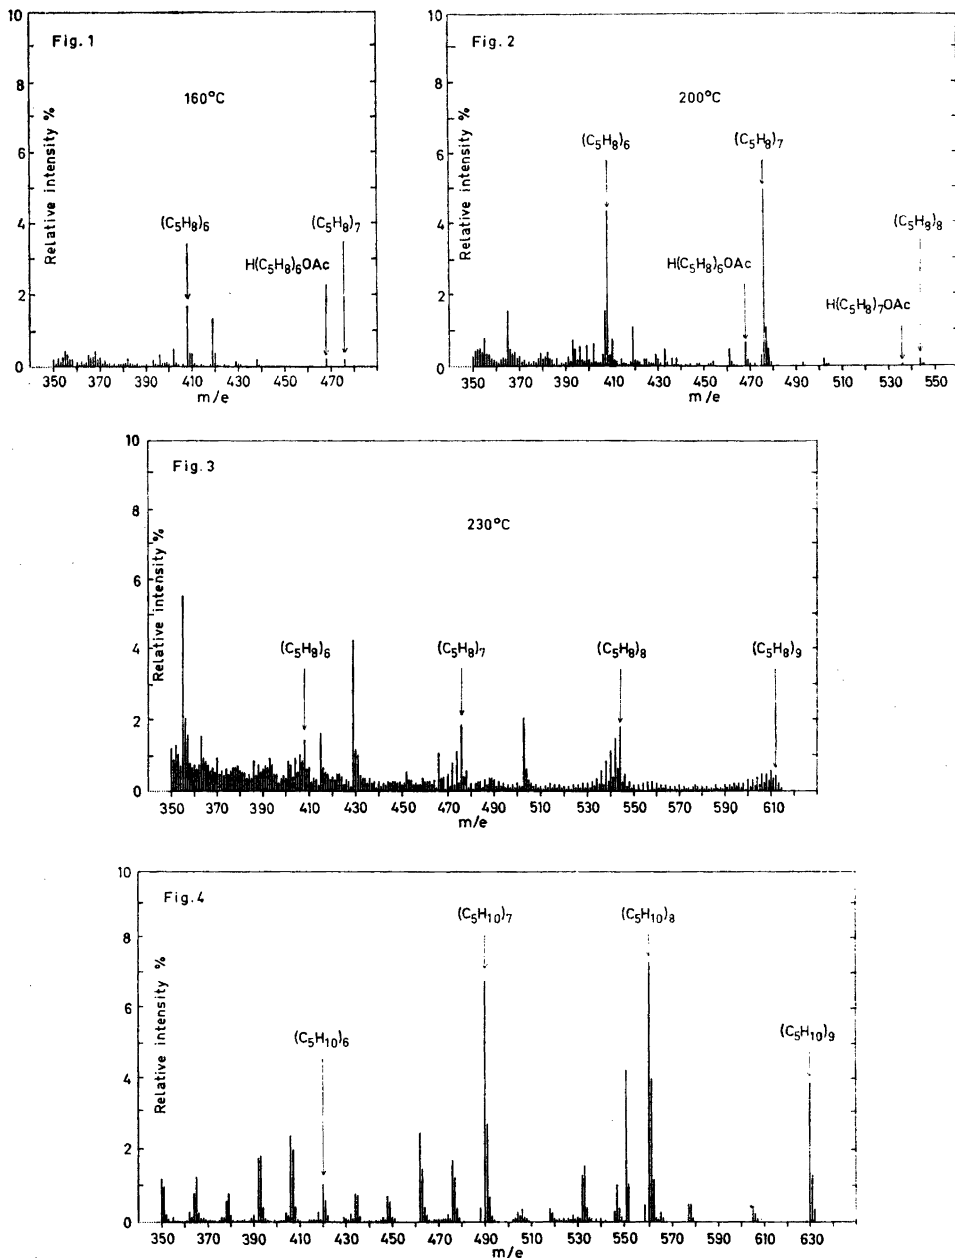 Fig.1
160°C
Relative intensity %
(C5H8)6
(C5H8)7
H(C5H8)6OAc
10
8
6
4
2
0
350 370 390 410 430 450 475
m/e
Fig. 2
200°C
Relative intensity %
(C5H8)6
(C5H8)7
(C5H8)8
H(C5H8)6OAc
H(C5H8)7OAc
10
8
6
4
2
0
350 370 390 410 430 450 470 490 510 530 550
m/e
Fig. 3
230°C
Relative intensity %
(C5H8)6
(C5H8)7
(C5H8)8
(C5H8)9
10
8
6
4
2
0
350 370 390 410 430 450 470 490 510 530 550 570 590 610
m/e
Fig.4
Relative intensity %
(C5H10)6
(C5H10)7
(C5H10)8
(C5H10)9
10
8
6
4
2
0
350 370 390 410 430 450 470 490 510 530 550 570 590 610 630
m/e